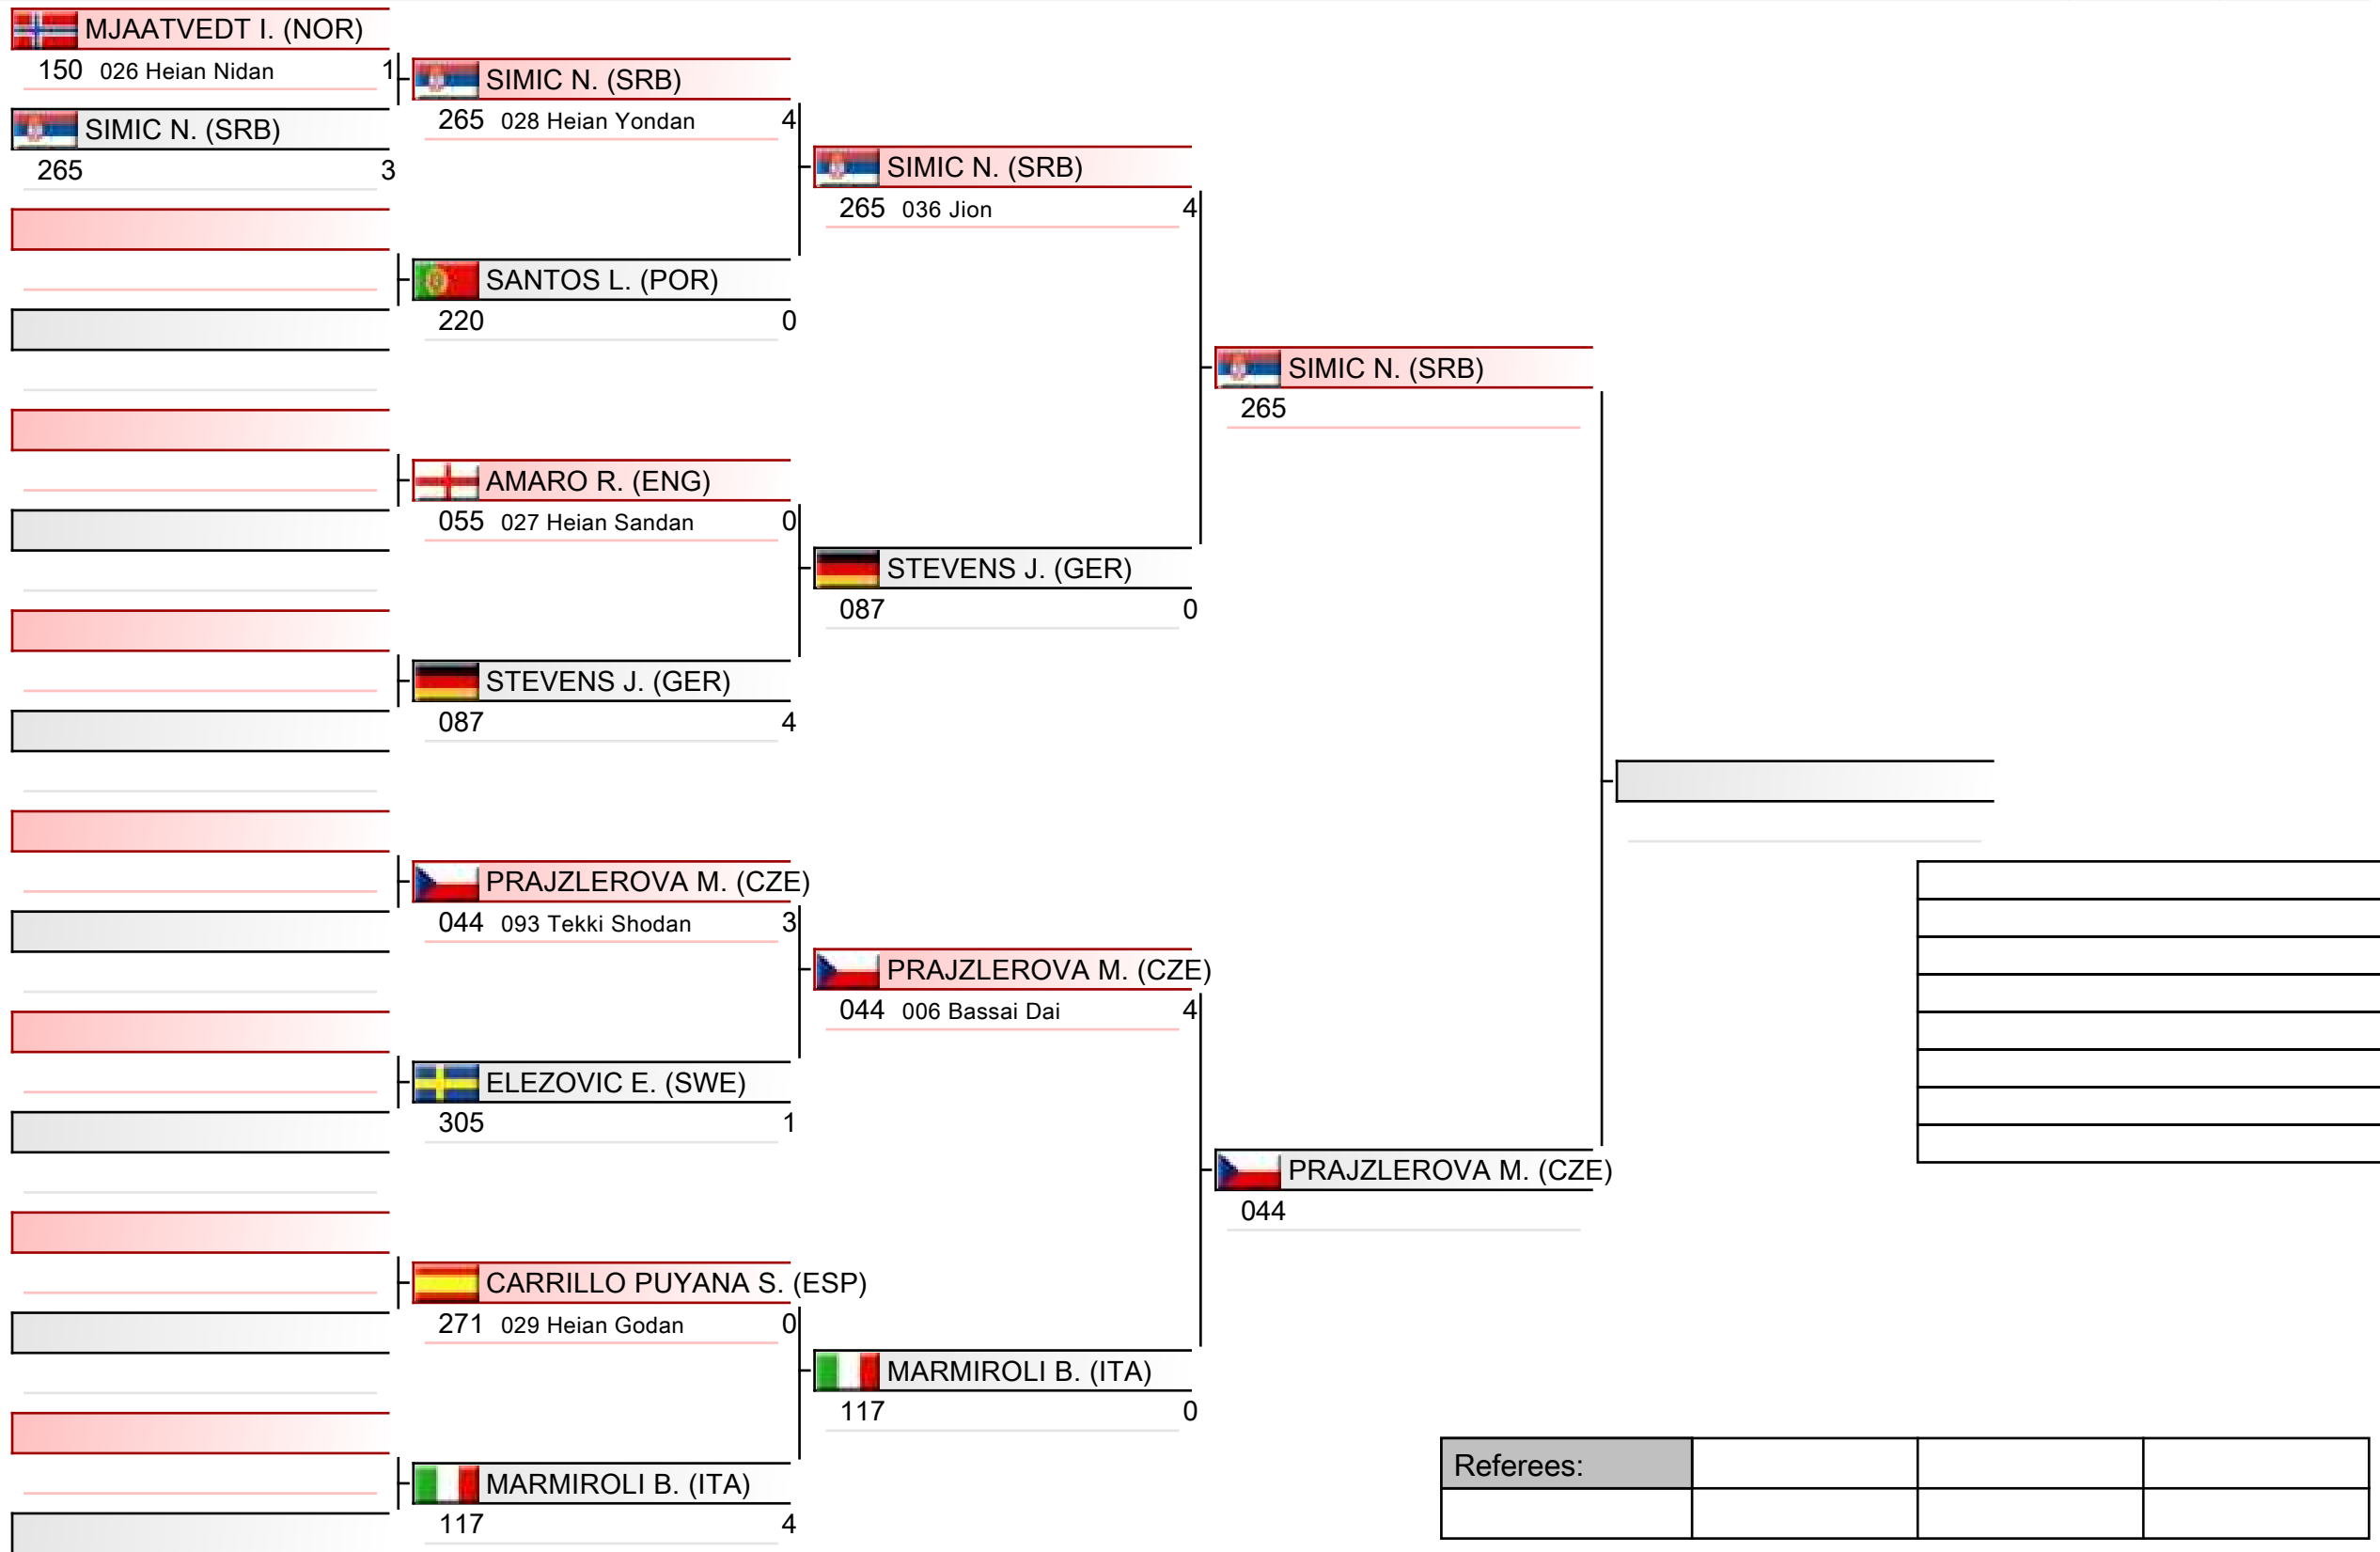 MJAATVEDT I. (NOR)
150 026 Heian Nidan 1
SIMIC N. (SRB)
265 3
SIMIC N. (SRB)
265 028 Heian Yondan 4
SANTOS L. (POR)
220 0
AMARO R. (ENG)
055 027 Heian Sandan 0
STEVENS J. (GER)
087 4
PRAJZLEROVA M. (CZE)
044 093 Tekki Shodan 3
ELEZOVIC E. (SWE)
305 1
CARRILLO PUYANA S. (ESP)
271 029 Heian Godan 0
MARMIROLI B. (ITA)
117 4
SIMIC N. (SRB)
265 036 Jion 4
STEVENS J. (GER)
087 0
PRAJZLEROVA M. (CZE)
044 006 Bassai Dai 4
MARMIROLI B. (ITA)
117 0
SIMIC N. (SRB)
265
PRAJZLEROVA M. (CZE)
044
Referees: